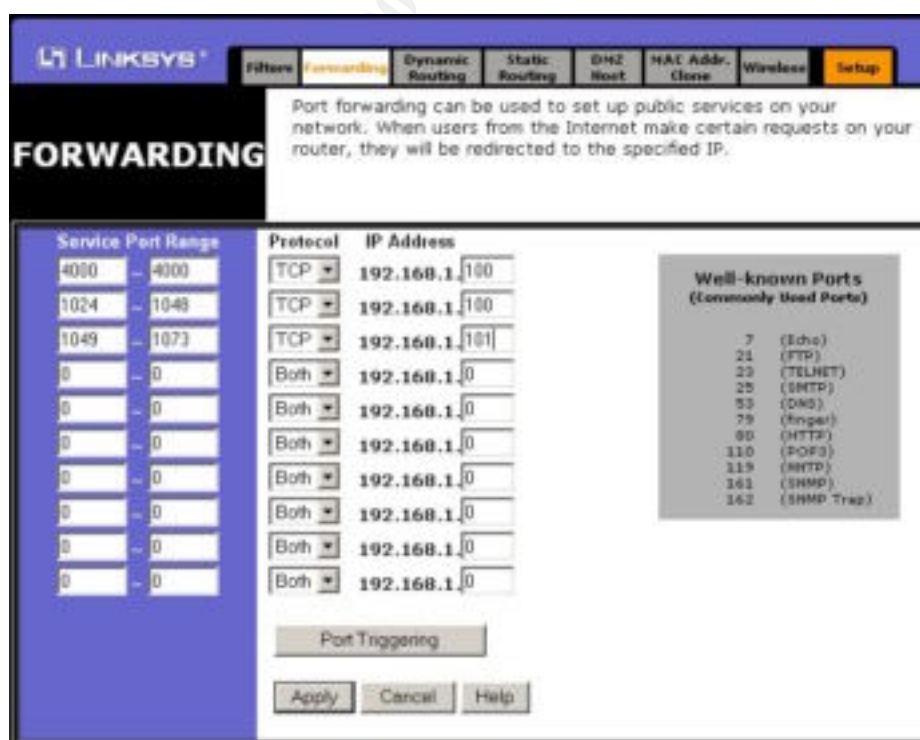 LINKSYS®
Filters Forwarding Dynamic Routing Static Routing DMZ Host MAC Addr. Clone Wireless Setup
FORWARDING
Port forwarding can be used to set up public services on your
network. When users from the Internet make certain requests on your
router, they will be redirected to the specified IP.
Service Port Range Protocol IP Address
4000 ~ 4000 TCP 192.168.1.100
1024 ~ 1048 TCP 192.168.1.100
1049 ~ 1073 TCP 192.168.1.101
0 ~ 0 Both 192.168.1.0
0 ~ 0 Both 192.168.1.0
0 ~ 0 Both 192.168.1.0
0 ~ 0 Both 192.168.1.0
0 ~ 0 Both 192.168.1.0
0 ~ 0 Both 192.168.1.0
0 ~ 0 Both 192.168.1.0
Well-known Ports
(Commonly Used Ports)
7 (Echo)
21 (FTP)
23 (TELNET)
25 (SMTP)
53 (DNS)
79 (finger)
80 (HTTP)
110 (POP3)
119 (NNTP)
161 (SNMP)
162 (SNMP Trap)
Port Triggering
Apply Cancel Help